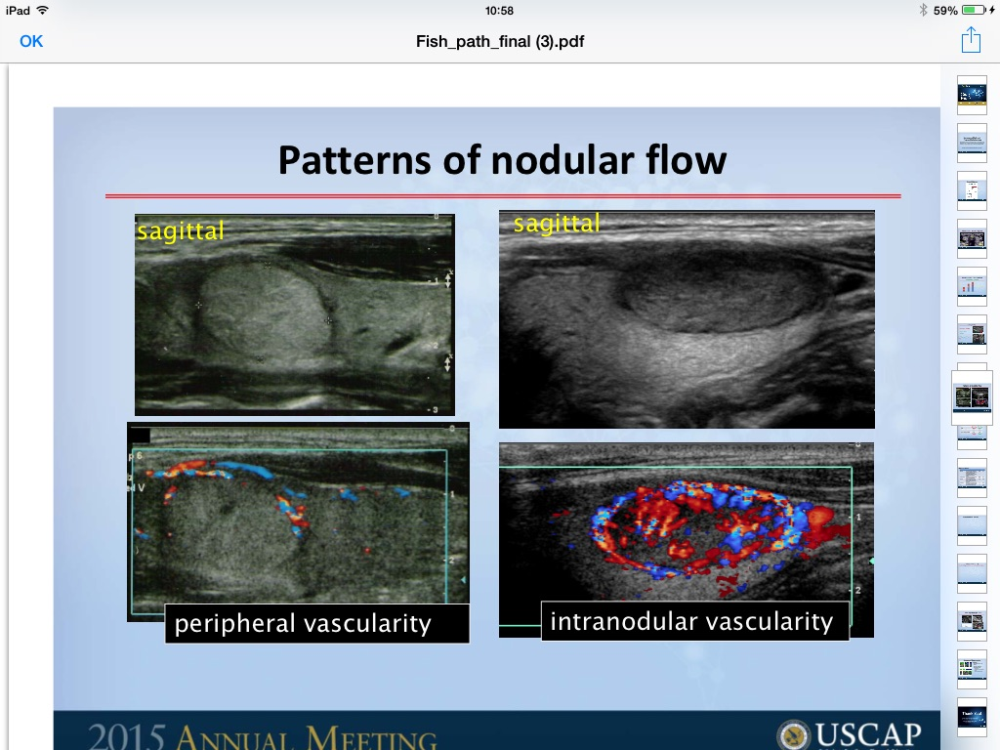 iPad 10:58 59%
OK Fish_path_final (3).pdf
Patterns of nodular flow
sagittal
sagittal
peripheral vascularity
intranodular vascularity
2015 ANNUAL MEETING
USCAP